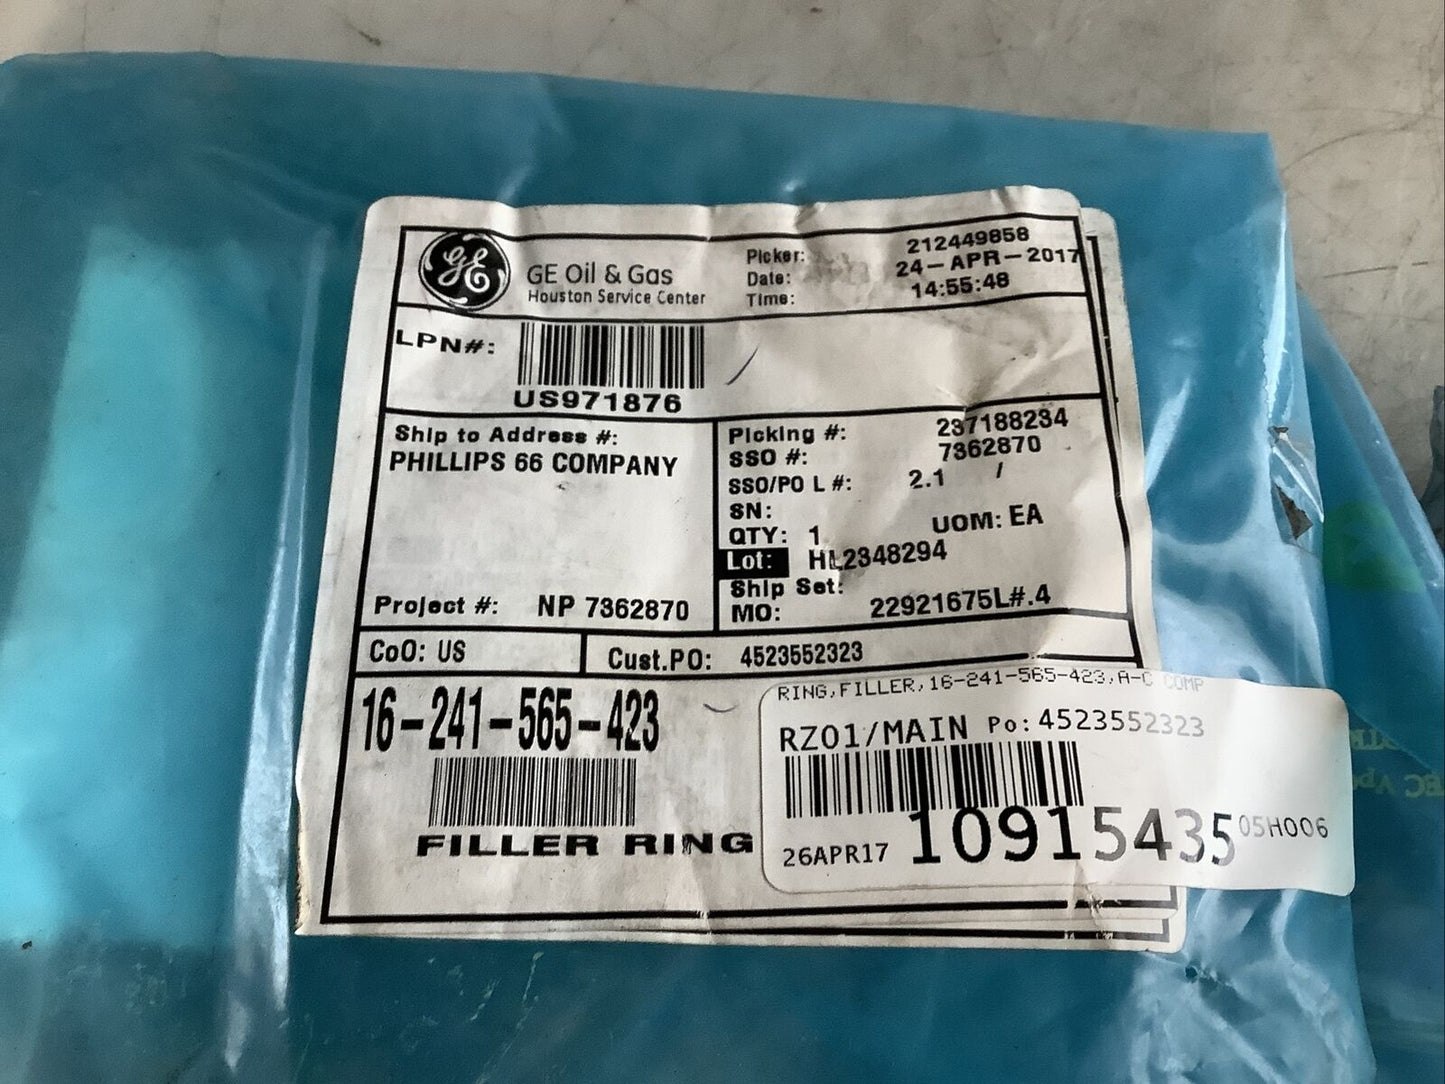 GE
GE Oil & Gas
Houston Service Center
Picker: 212449858
Date: 24-APR-2017
Time: 14:55:48
LPN#:
US971876
Ship to Address #:
PHILLIPS 66 COMPANY
Project #: NP 7362870
Picking #: 237188234
SSO #: 7362870
SSO/PO L #: 2.1 /
SN:
QTY: 1 UOM: EA
Lot: HL2348294
Ship Set:
MO: 22921675L#.4
CoO: US
Cust.PO: 4523552323
16-241-565-423
FILLER RING
RING,FILLER,16-241-565-423,A-C COMP
RZ01/MAIN Po: 4523552323
26APR17 10915435 05H006